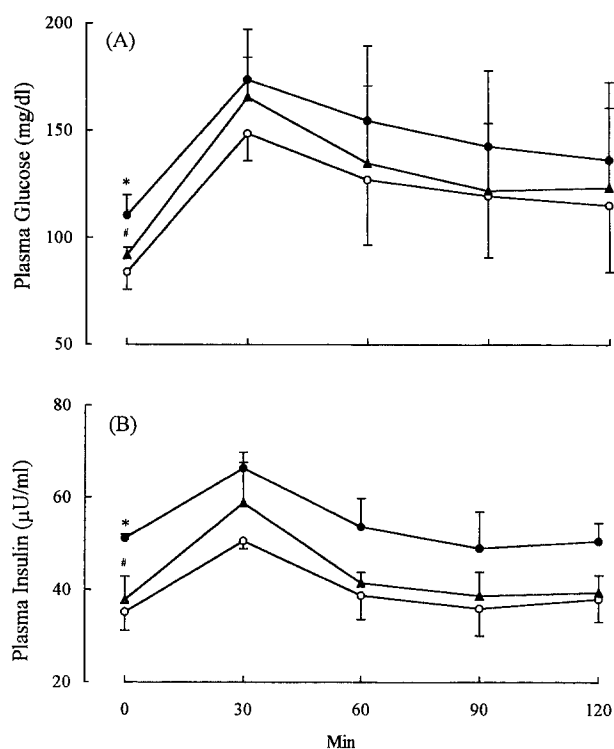 (A)
Plasma Glucose (mg/dl)
200
150
100
50
*
#
(B)
Plasma Insulin (μU/ml)
80
60
40
20
*
#
0 30 60 90 120
Min